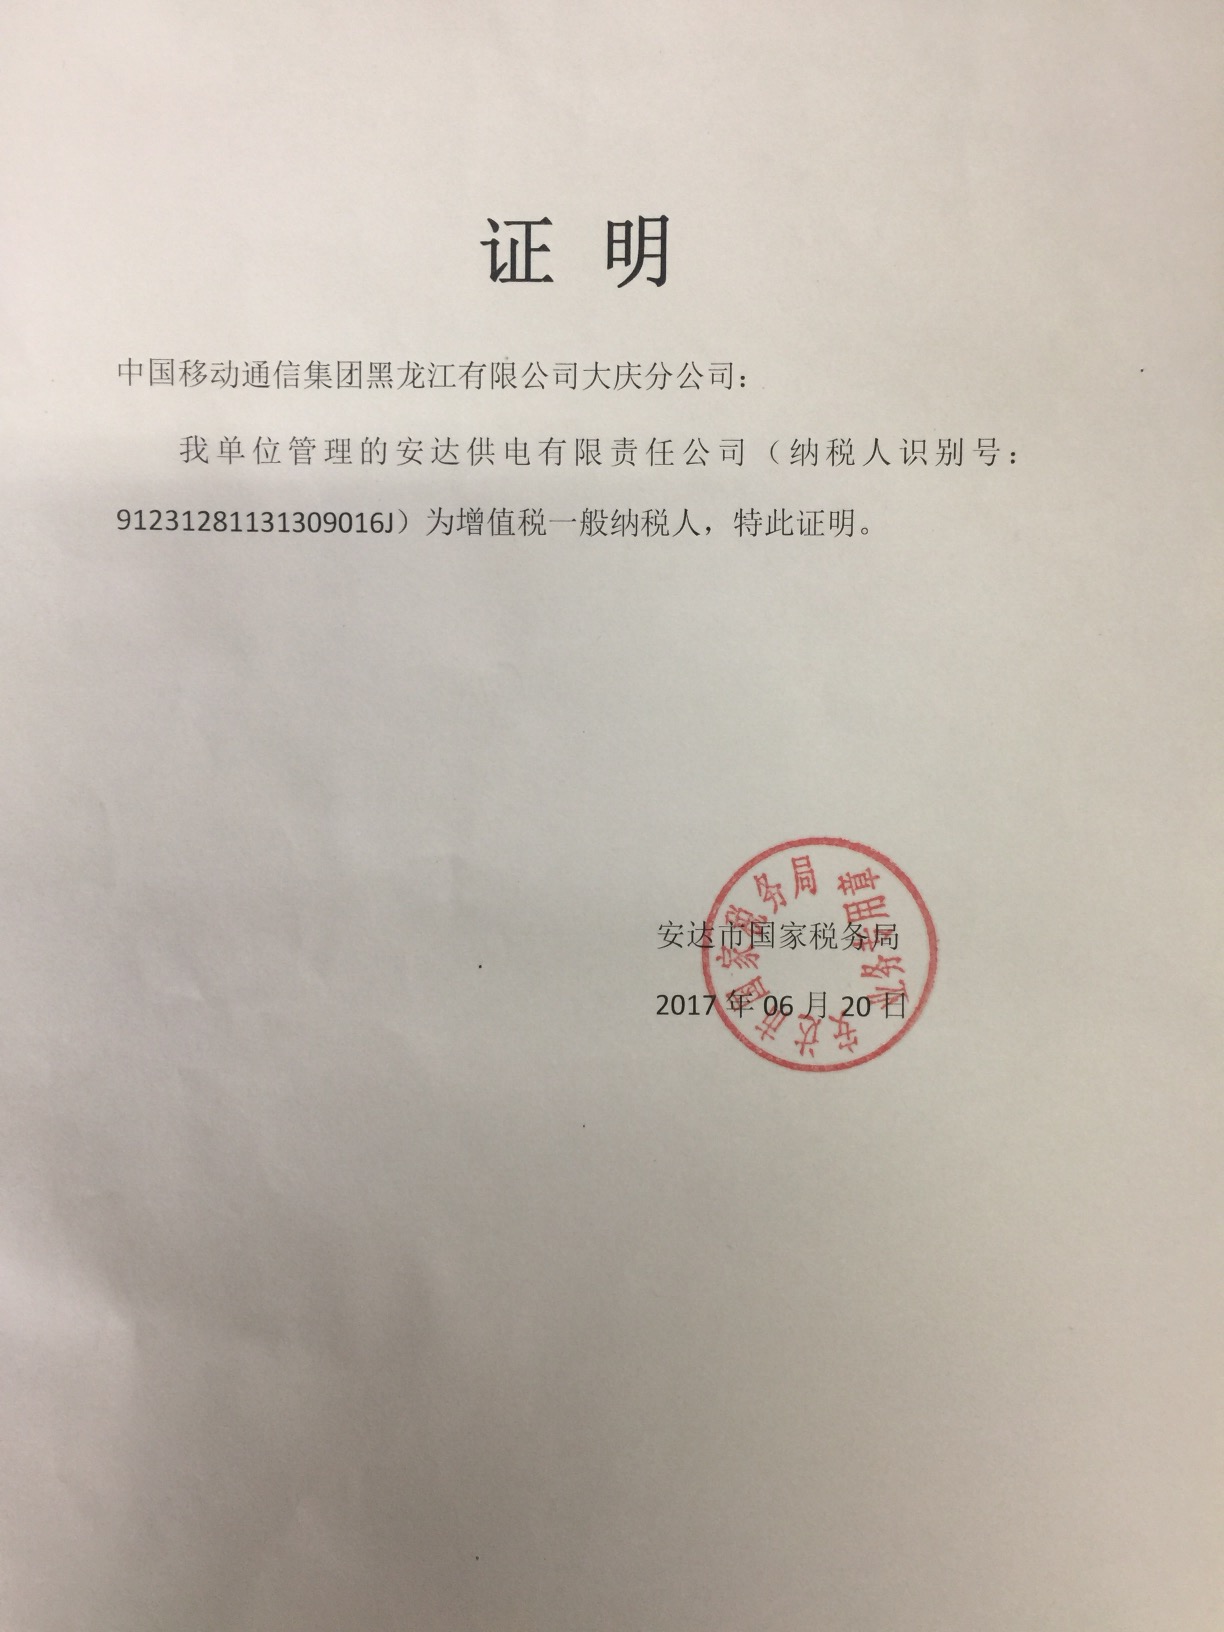 证 明
中国移动通信集团黑龙江有限公司大庆分公司：
我单位管理的安达供电有限责任公司（纳税人识别号：
91231281131309016J）为增值税一般纳税人，特此证明。
安达市国家税务局
2017 年 06 月 20 日
安达市国家税务局
业务专用章